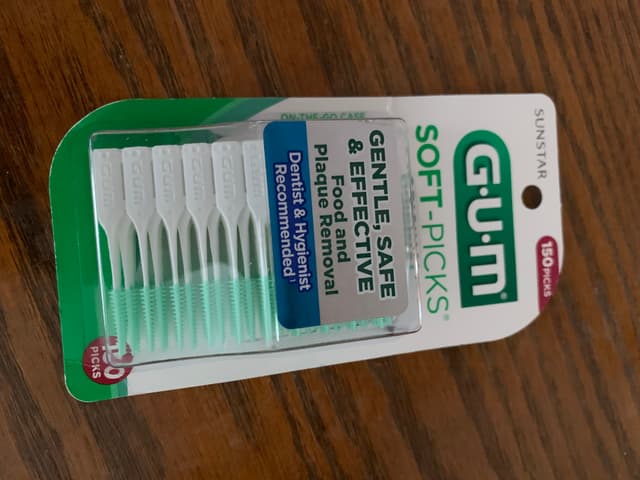 SUNSTAR
150 PICKS
G·U·M®
SOFT-PICKS®
ON-THE-GO CASE
GENTLE, SAFE
& EFFECTIVE
Food and
Plaque Removal
Dentist & Hygienist
Recommended
G·U·M
G·U·M
G·U·M
G·U·M
G·U·M
150
PICKS